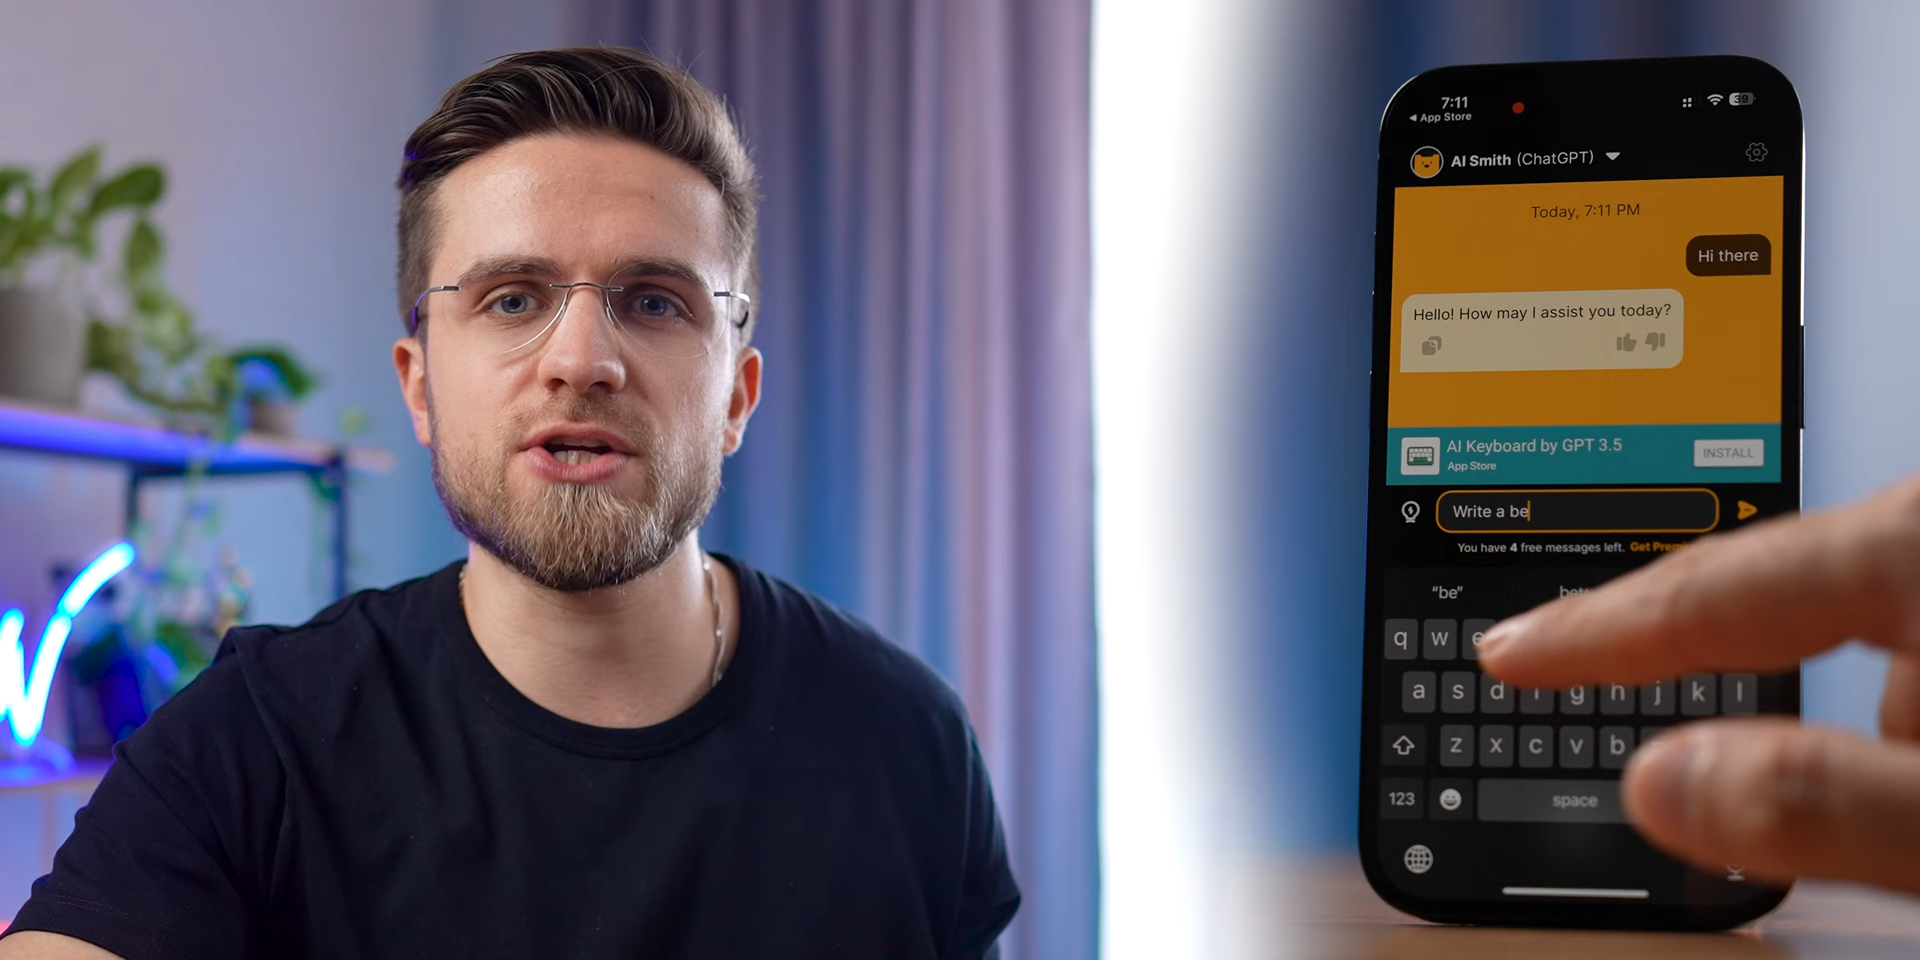 7:11
39
◀ App Store
AI Smith (ChatGPT)
Today, 7:11 PM
Hi there
Hello! How may I assist you today?
AI Keyboard by GPT 3.5
App Store
INSTALL
Write a be
You have 4 free messages left. Get
“be”
q w e
a s d g h j k l
z x c v b
123
space